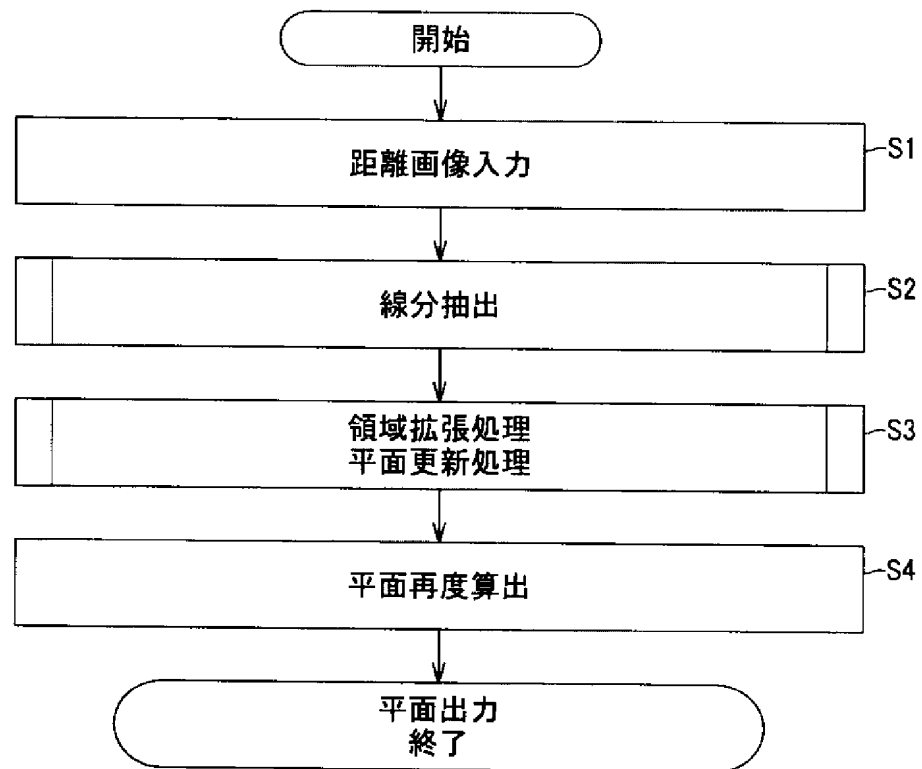 開始
距離画像入力
S1
線分抽出
S2
領域拡張処理
平面更新処理
S3
平面再度算出
S4
平面出力
終了